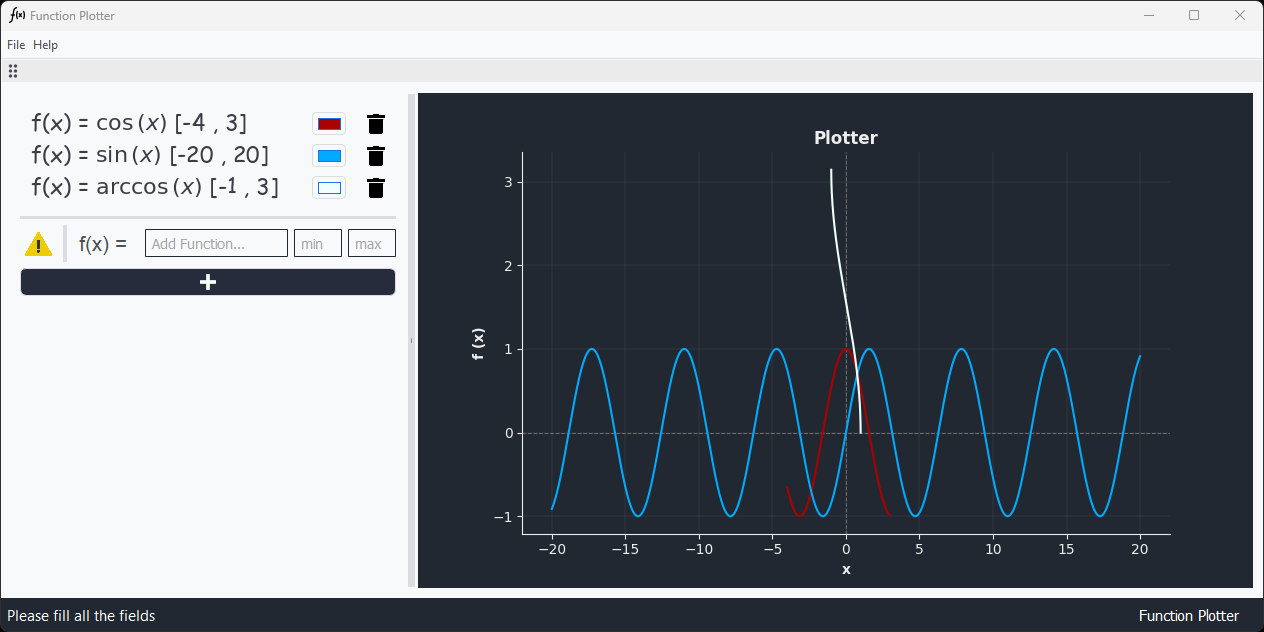 f(x) Function Plotter
File Help
f(x) = cos (x) [-4 , 3]
f(x) = sin (x) [-20 , 20]
f(x) = arccos (x) [-1 , 3]
f(x) = Add Function... min max
+
Plotter
f (x)
3
2
1
0
−1
−20 −15 −10 −5 0 5 10 15 20
x
Please fill all the fields
Function Plotter